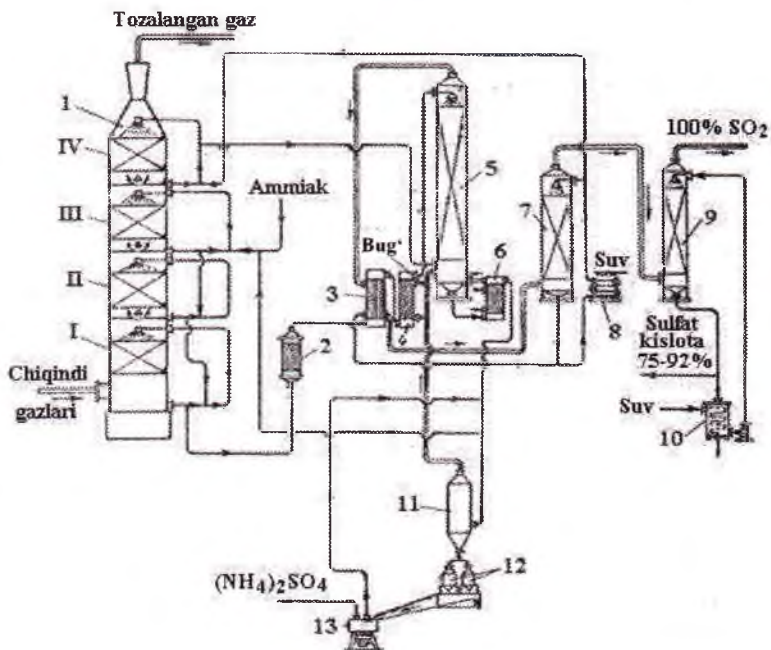 Tozalangan gaz
1
IV
III
II
I
Ammiak
Bug‘
Chiqindi
gazlari
2
3
4
5
6
7
Suv
8
100% SO₂
9
Sulfat
kislota
75-92%
Suv
10
11
12
(NH₄)₂SO₄
13